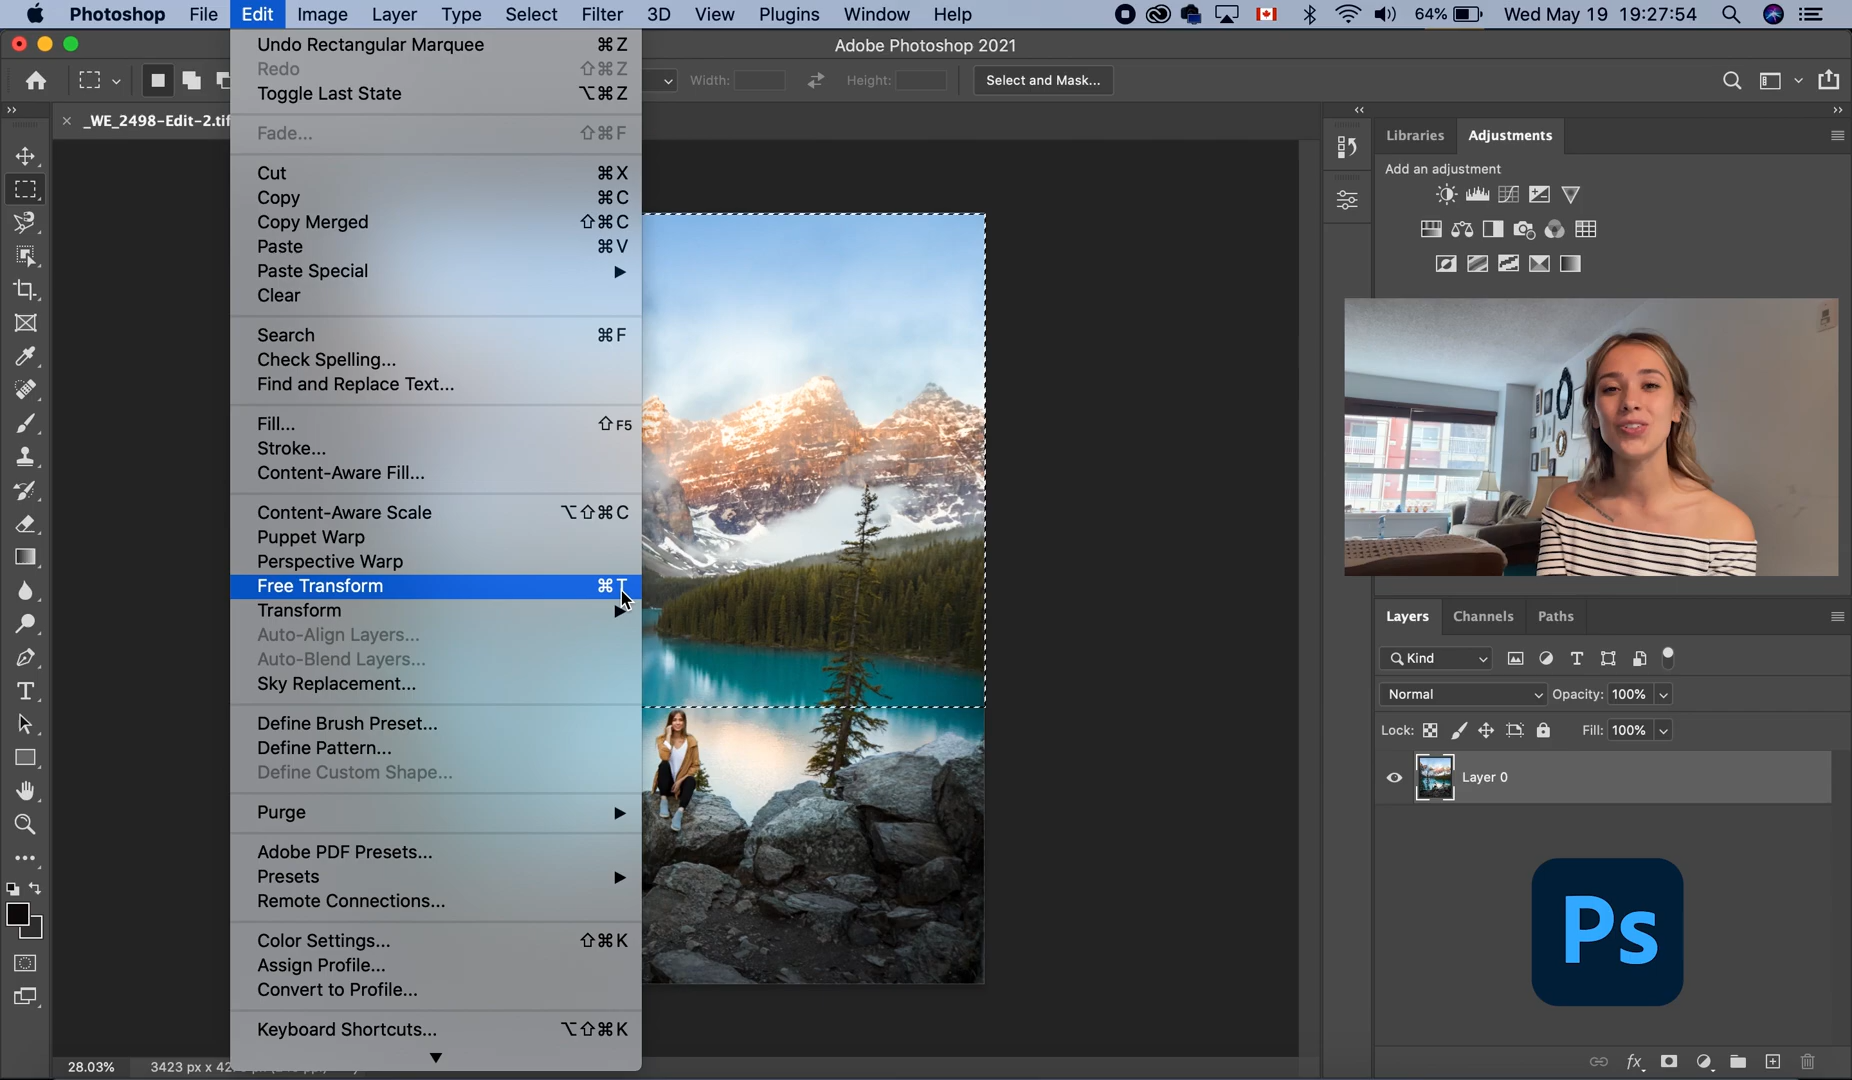 Photoshop File Edit Image Layer Type Select Filter 3D View Plugins Window Help 64% Wed May 19 19:27:54
Adobe Photoshop 2021
Width: Height: Select and Mask...
_WE_2498-Edit-2.tif
Undo Rectangular Marquee ⌘Z
Redo ⇧⌘Z
Toggle Last State ⌥⌘Z
Fade... ⇧⌘F
Cut ⌘X
Copy ⌘C
Copy Merged ⇧⌘C
Paste ⌘V
Paste Special
Clear
Search ⌘F
Check Spelling...
Find and Replace Text...
Fill... ⇧F5
Stroke...
Content-Aware Fill...
Content-Aware Scale ⌥⇧⌘C
Puppet Warp
Perspective Warp
Free Transform ⌘T
Transform
Auto-Align Layers...
Auto-Blend Layers...
Sky Replacement...
Define Brush Preset...
Define Pattern...
Define Custom Shape...
Purge
Adobe PDF Presets...
Presets
Remote Connections...
Color Settings... ⇧⌘K
Assign Profile...
Convert to Profile...
Keyboard Shortcuts... ⌥⇧⌘K
28.03% 3423 px x
Libraries Adjustments
Add an adjustment
Layers Channels Paths
Kind
Normal Opacity: 100%
Lock: Fill: 100%
Layer 0
fx
Ps